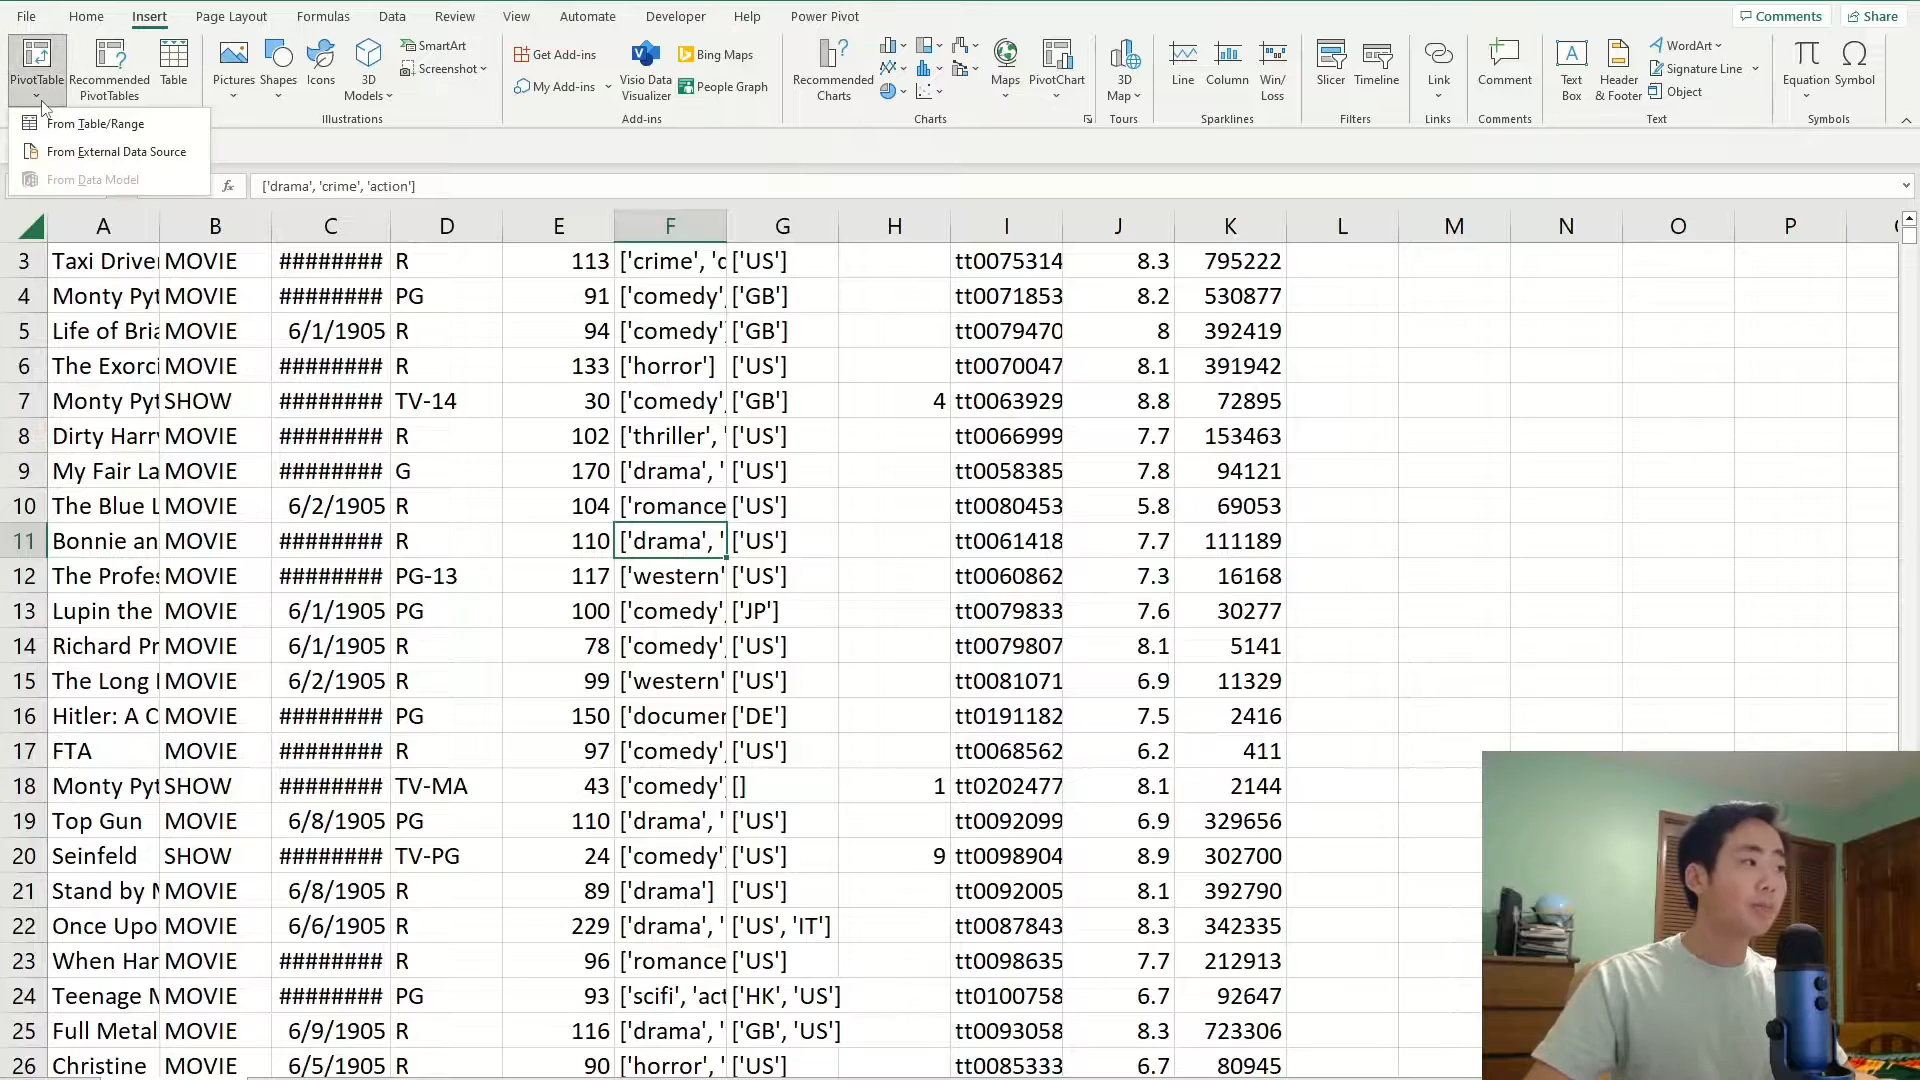 File Home Insert Page Layout Formulas Data Review View Automate Developer Help Power Pivot Comments Share
PivotTable Recommended PivotTables Table Pictures Shapes Icons 3D Models SmartArt Screenshot Get Add-ins My Add-ins Visio Data Visualizer Bing Maps People Graph Recommended Charts Maps PivotChart 3D Map Line Column Win/ Loss Slicer Timeline Link Comment Text Box Header & Footer WordArt Signature Line Object Equation Symbol
Illustrations Add-ins Charts Tours Sparklines Filters Links Comments Text Symbols
From Table/Range
From External Data Source
From Data Model
fx ['drama', 'crime', 'action']
A B C D E F G H I J K L M N O P
3 Taxi Drive MOVIE ######## R 113 ['crime', 'd ['US'] tt0075314 8.3 795222
4 Monty Pyt MOVIE ######## PG 91 ['comedy', ['GB'] tt0071853 8.2 530877
5 Life of Bria MOVIE 6/1/1905 R 94 ['comedy' ['GB'] tt0079470 8 392419
6 The Exorci MOVIE ######## R 133 ['horror'] ['US'] tt0070047 8.1 391942
7 Monty Pyt SHOW ######## TV-14 30 ['comedy', ['GB'] 4 tt0063929 8.8 72895
8 Dirty Harr MOVIE ######## R 102 ['thriller', ' ['US'] tt0066999 7.7 153463
9 My Fair La MOVIE ######## G 170 ['drama', ' ['US'] tt0058385 7.8 94121
10 The Blue L MOVIE 6/2/1905 R 104 ['romance ['US'] tt0080453 5.8 69053
11 Bonnie an MOVIE ######## R 110 ['drama', ' ['US'] tt0061418 7.7 111189
12 The Profes MOVIE ######## PG-13 117 ['western' ['US'] tt0060862 7.3 16168
13 Lupin the MOVIE 6/1/1905 PG 100 ['comedy' ['JP'] tt0079833 7.6 30277
14 Richard Pr MOVIE 6/1/1905 R 78 ['comedy' ['US'] tt0079807 8.1 5141
15 The Long MOVIE 6/2/1905 R 99 ['western' ['US'] tt0081071 6.9 11329
16 Hitler: A C MOVIE ######## PG 150 ['documen ['DE'] tt0191182 7.5 2416
17 FTA MOVIE ######## R 97 ['comedy' ['US'] tt0068562 6.2 411
18 Monty Pyt SHOW ######## TV-MA 43 ['comedy' [] 1 tt0202477 8.1 2144
19 Top Gun MOVIE 6/8/1905 PG 110 ['drama', ' ['US'] tt0092099 6.9 329656
20 Seinfeld SHOW ######## TV-PG 24 ['comedy' ['US'] 9 tt0098904 8.9 302700
21 Stand by MOVIE 6/8/1905 R 89 ['drama'] ['US'] tt0092005 8.1 392790
22 Once Upo MOVIE 6/6/1905 R 229 ['drama', ' ['US', 'IT'] tt0087843 8.3 342335
23 When Har MOVIE ######## R 96 ['romance ['US'] tt0098635 7.7 212913
24 Teenage MOVIE ######## PG 93 ['scifi', 'act ['HK', 'US'] tt0100758 6.7 92647
25 Full Metal MOVIE 6/9/1905 R 116 ['drama', ' ['GB', 'US'] tt0093058 8.3 723306
26 Christine MOVIE 6/5/1905 R 90 ['horror', ' ['US'] tt0085333 6.7 80945